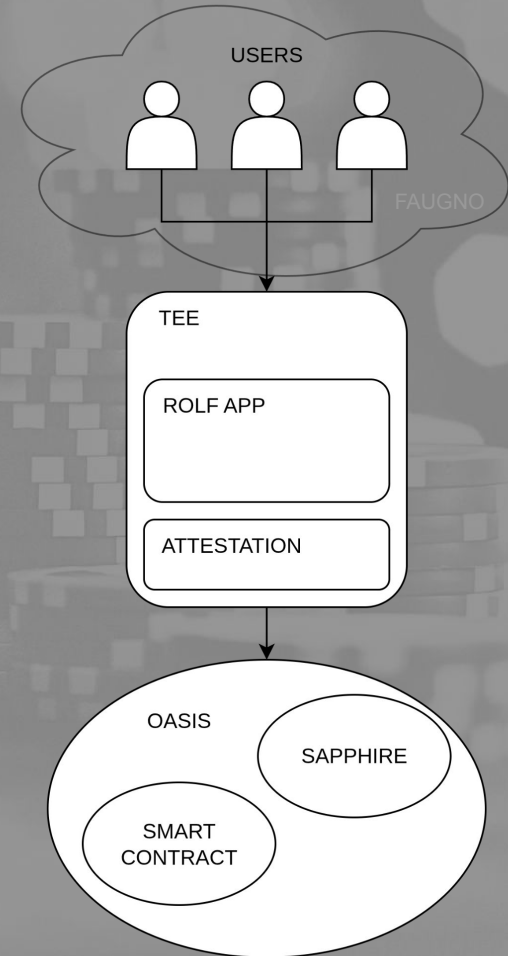 USERS
FAUGNO
TEE
ROLF APP
ATTESTATION
OASIS
SAPPHIRE
SMART
CONTRACT